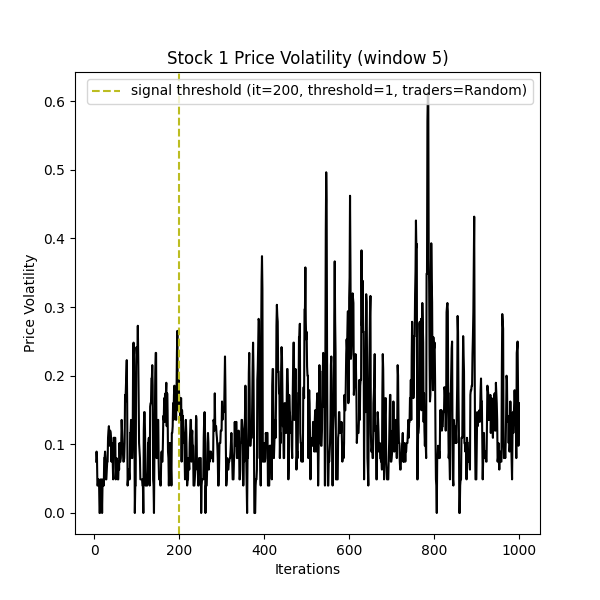 Stock 1 Price Volatility (window 5)
signal threshold (it=200, threshold=1, traders=Random)
Price Volatility
0.6
0.5
0.4
0.3
0.2
0.1
0.0
0 200 400 600 800 1000
Iterations